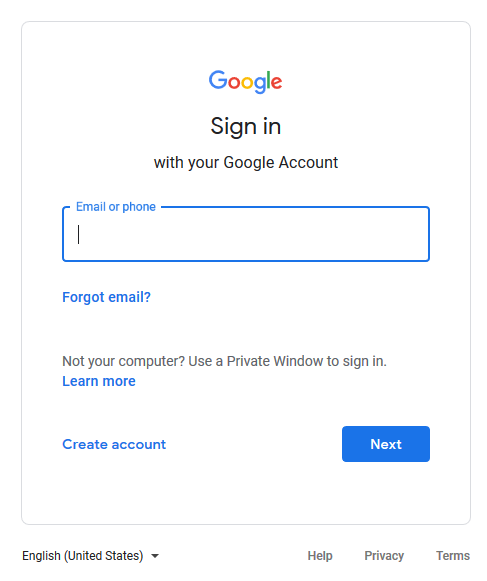 Google
Sign in
with your Google Account
Email or phone
Forgot email?
Not your computer? Use a Private Window to sign in.
Learn more
Create account
Next
English (United States)
Help
Privacy
Terms